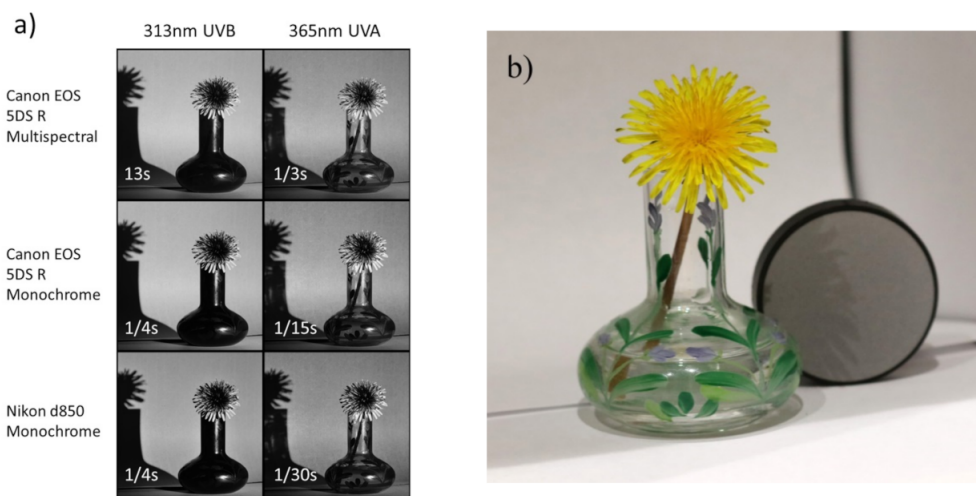 a)
313nm UVB
365nm UVA
Canon EOS
5DS R
Multispectral
13s
1/3s
Canon EOS
5DS R
Monochrome
1/4s
1/15s
Nikon d850
Monochrome
1/4s
1/30s
b)